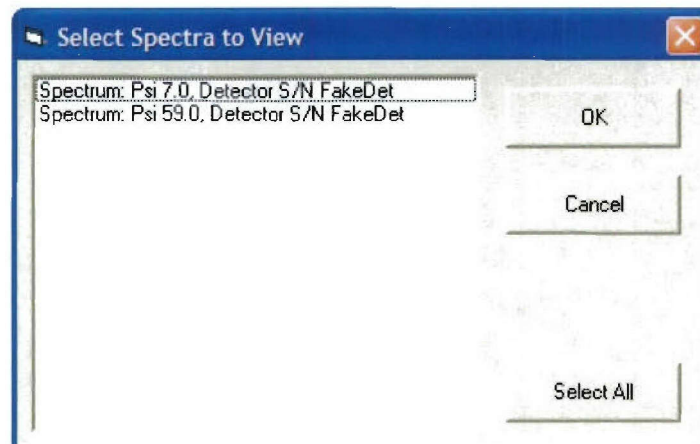 Select Spectra to View
Spectrum: Psi 7.0, Detector S/N FakeDet
Spectrum: Psi 59.0, Detector S/N FakeDet
OK
Cancel
Select All